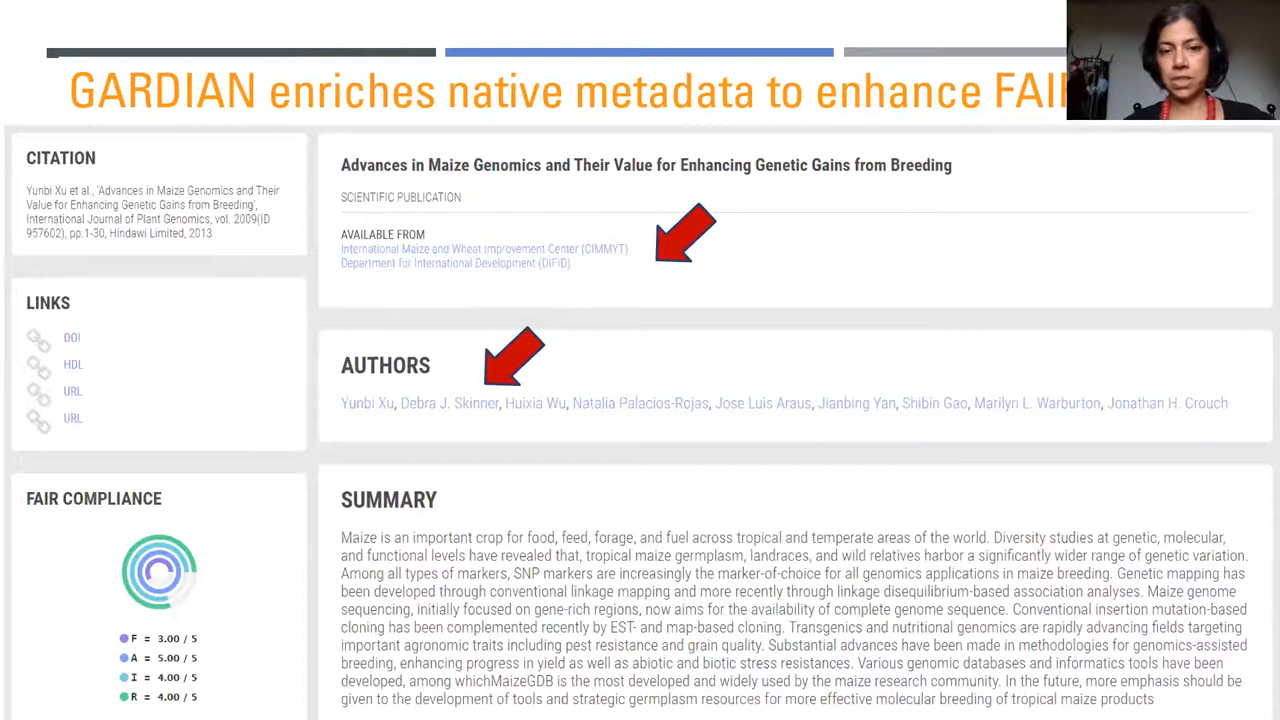 GARDIAN enriches native metadata to enhance FAI
CITATION
Yunbi Xu et al., 'Advances in Maize Genomics and Their
Value for Enhancing Genetic Gains from Breeding',
International Journal of Plant Genomics, vol. 2009(ID
957602), pp.1-30, Hindawi Limited, 2013
LINKS
DOI
HDL
URL
URL
FAIR COMPLIANCE
F = 3.00 / 5
A = 5.00 / 5
I = 4.00 / 5
R = 4.00 / 5
Advances in Maize Genomics and Their Value for Enhancing Genetic Gains from Breeding
SCIENTIFIC PUBLICATION
AVAILABLE FROM
International Maize and Wheat Improvement Center (CIMMYT)
Department for International Development (DIFID)
AUTHORS
Yunbi Xu, Debra J. Skinner, Huixia Wu, Natalia Palacios-Rojas, Jose Luis Araus, Jianbing Yan, Shibin Gao, Marilyn L. Warburton, Jonathan H. Crouch
SUMMARY
Maize is an important crop for food, feed, forage, and fuel across tropical and temperate areas of the world. Diversity studies at genetic, molecular,
and functional levels have revealed that, tropical maize germplasm, landraces, and wild relatives harbor a significantly wider range of genetic variation.
Among all types of markers, SNP markers are increasingly the marker-of-choice for all genomics applications in maize breeding. Genetic mapping has
been developed through conventional linkage mapping and more recently through linkage disequilibrium-based association analyses. Maize genome
sequencing, initially focused on gene-rich regions, now aims for the availability of complete genome sequence. Conventional insertion mutation-based
cloning has been complemented recently by EST- and map-based cloning. Transgenics and nutritional genomics are rapidly advancing fields targeting
important agronomic traits including pest resistance and grain quality. Substantial advances have been made in methodologies for genomics-assisted
breeding, enhancing progress in yield as well as abiotic and biotic stress resistances. Various genomic databases and informatics tools have been
developed, among whichMaizeGDB is the most developed and widely used by the maize research community. In the future, more emphasis should be
given to the development of tools and strategic germplasm resources for more effective molecular breeding of tropical maize products